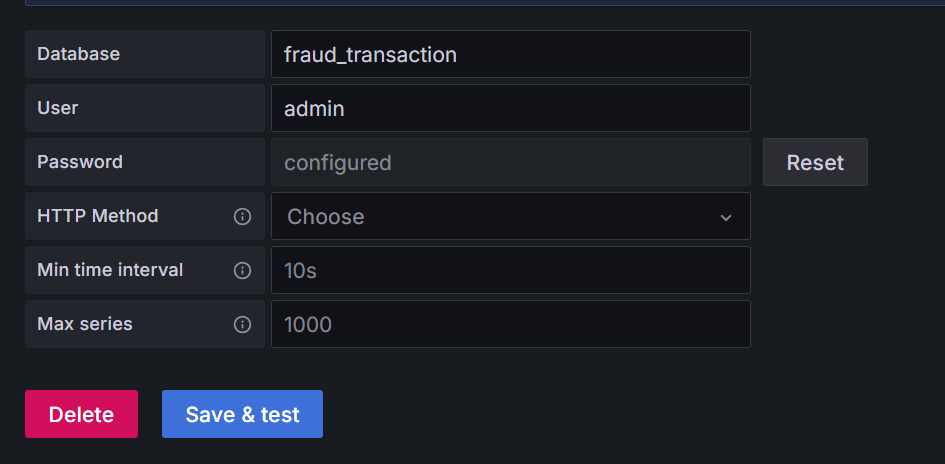 Database fraud_transaction
User admin
Password configured Reset
HTTP Method Choose
Min time interval 10s
Max series 1000
Delete Save & test